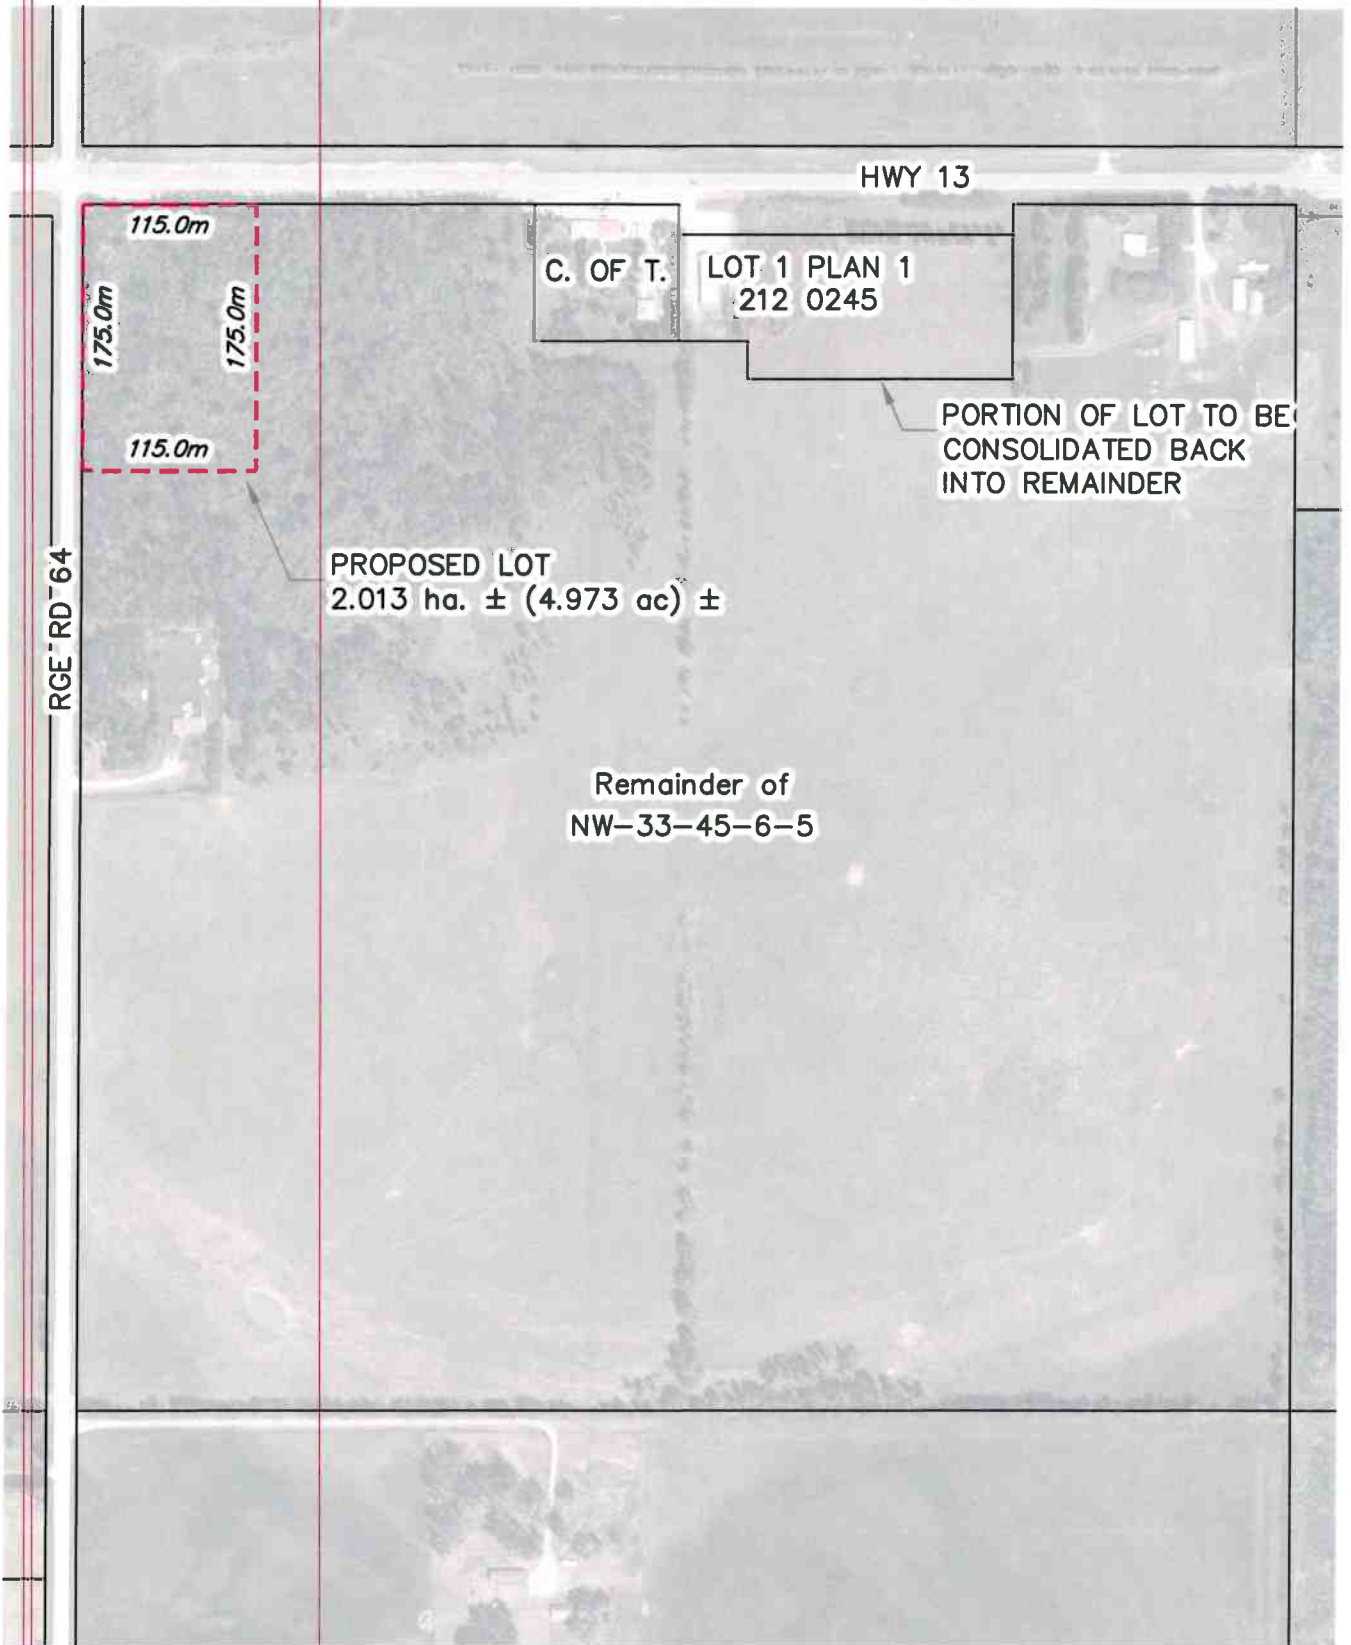 HWY 13
115.0m
175.0m
175.0m
115.0m
C. OF T.
LOT 1 PLAN 1
212 0245
PORTION OF LOT TO BE
CONSOLIDATED BACK
INTO REMAINDER
PROPOSED LOT
2.013 ha. ± (4.973 ac) ±
RGE RD 64
Remainder of
NW-33-45-6-5